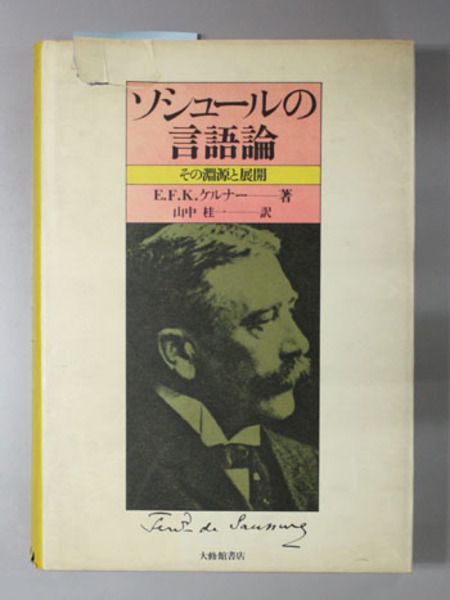 ソシュールの
言語論
その淵源と展開
E.F.K.ケルナー——著
山中 桂一——訳
Ferd. de Saussure
大修館書店